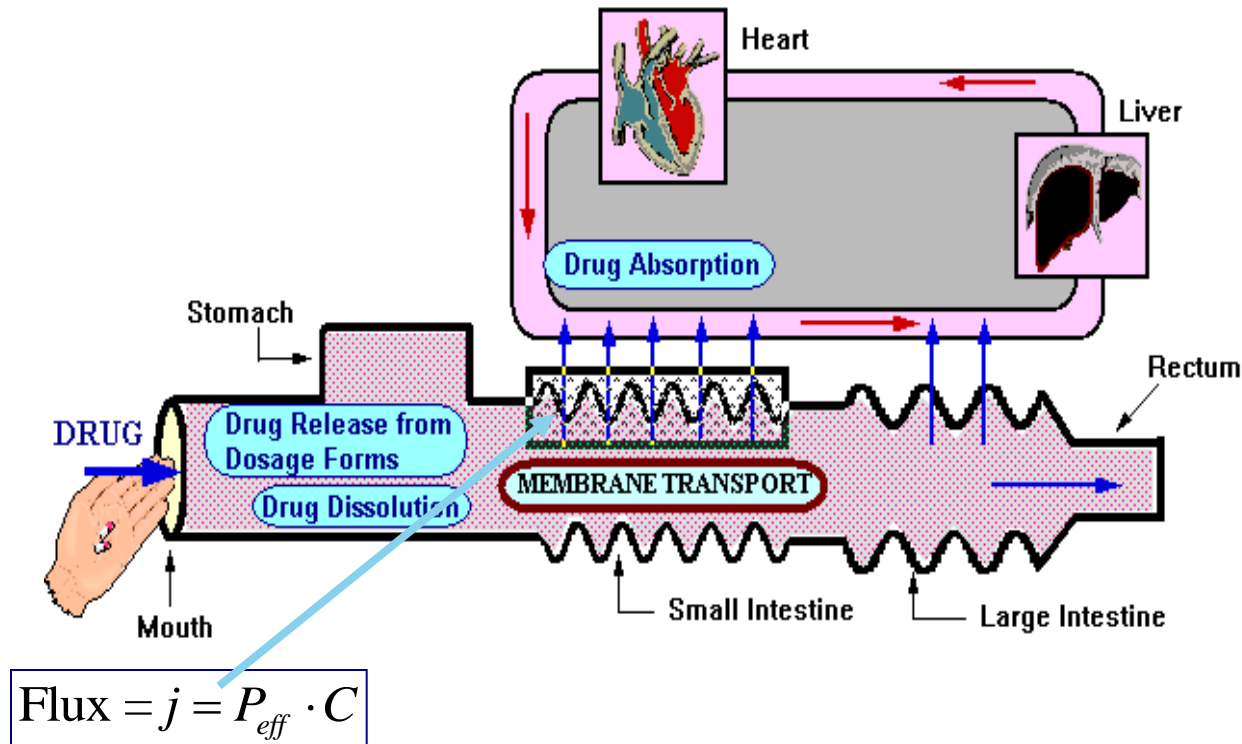 Heart
Liver
Drug Absorption
Stomach
Rectum
DRUG
Drug Release from
Dosage Forms
MEMBRANE TRANSPORT
Drug Dissolution
Small Intestine
Large Intestine
Mouth
Flux = j = P_eff · C